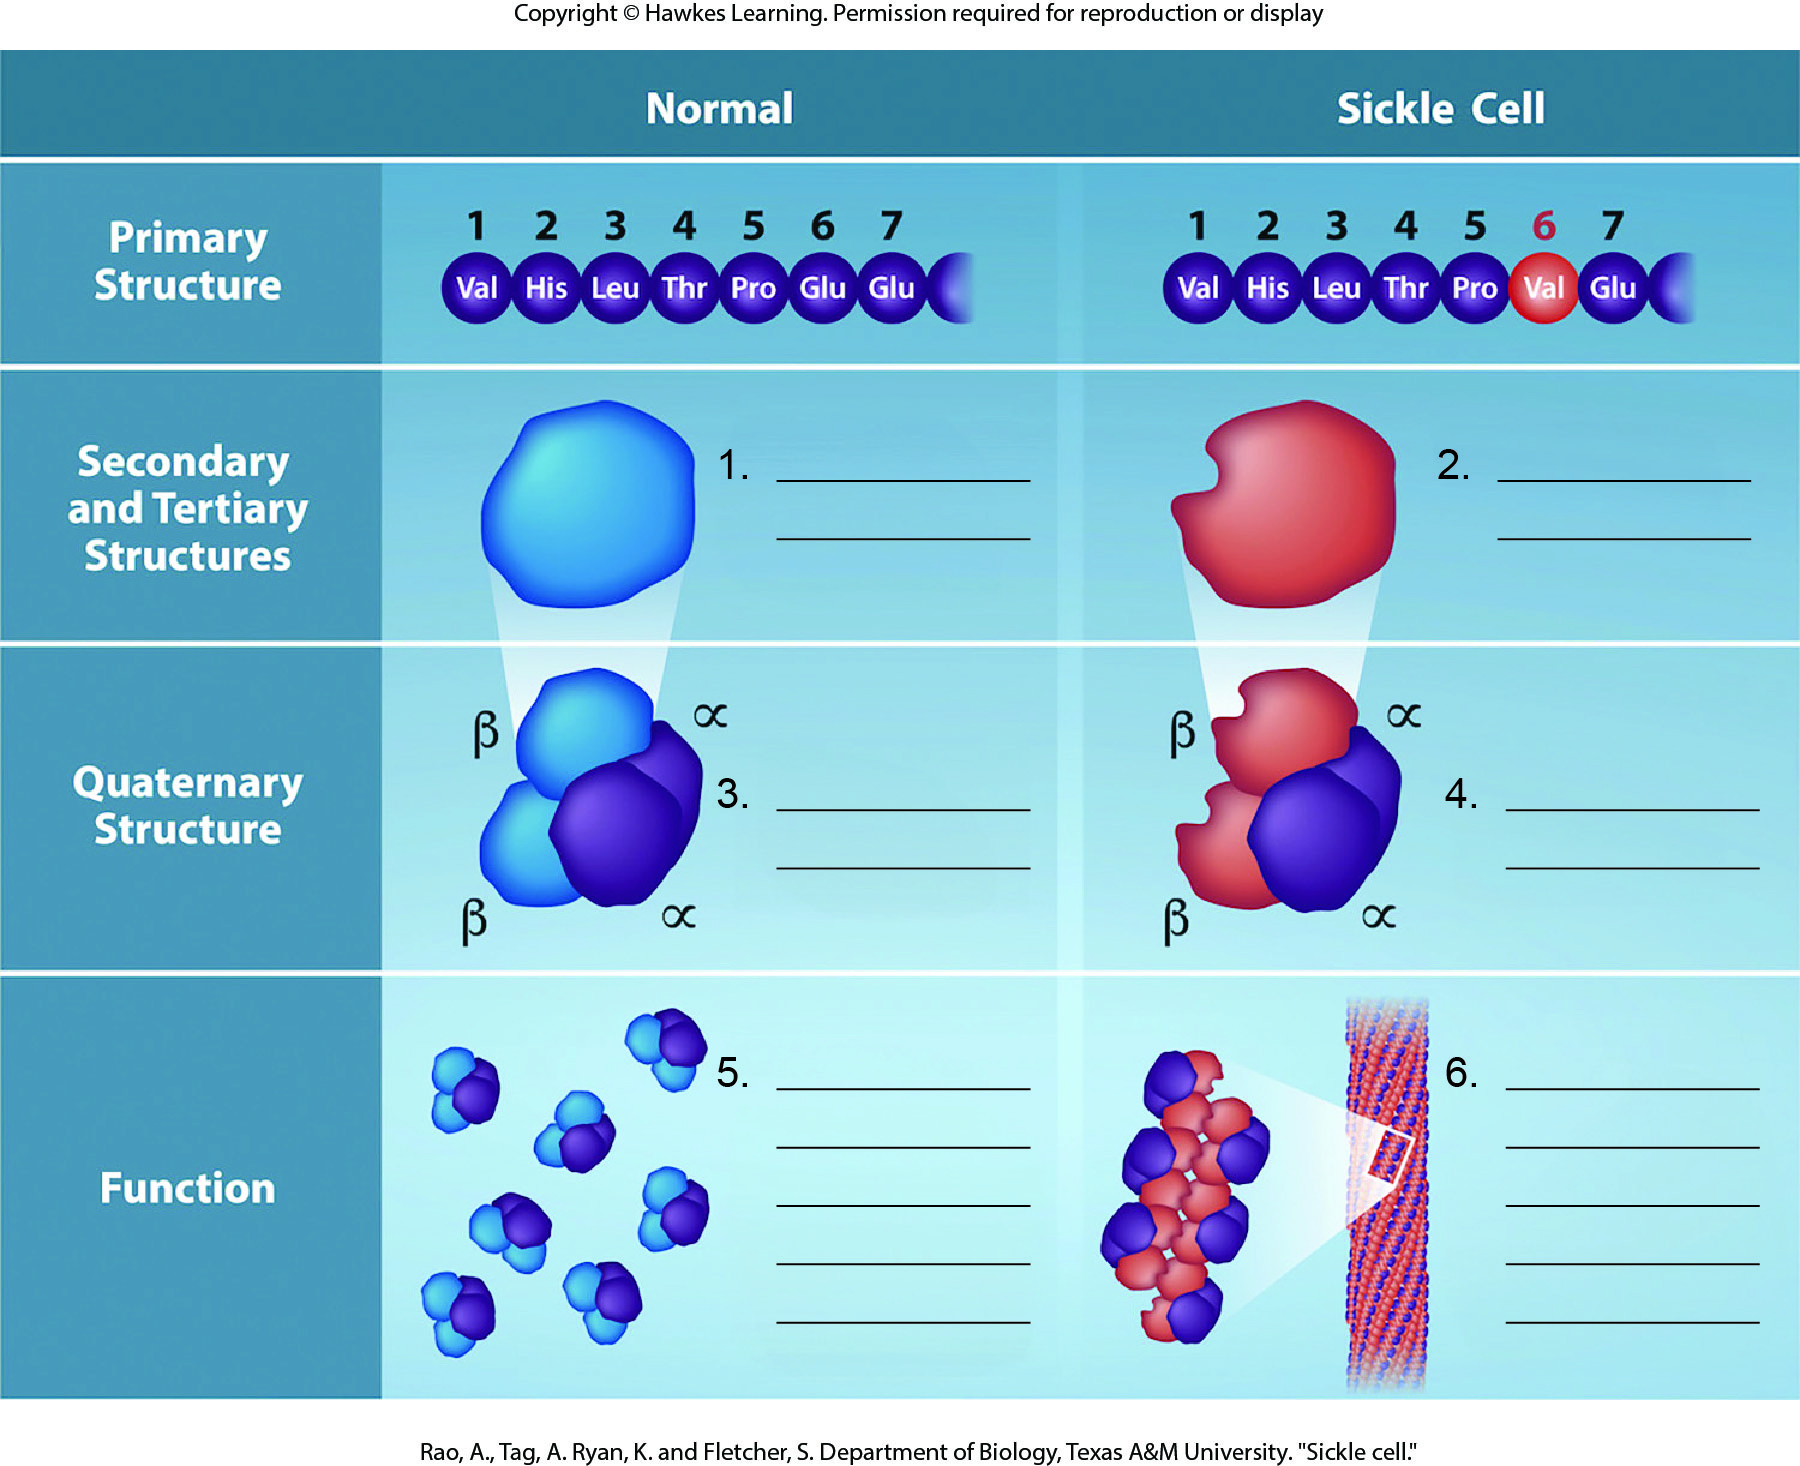 Copyright © Hawkes Learning. Permission required for reproduction or display
Normal
Sickle Cell
Primary
Structure
1 2 3 4 5 6 7
Val His Leu Thr Pro Glu Glu
1 2 3 4 5 6 7
Val His Leu Thr Pro Val Glu
Secondary
and Tertiary
Structures
1.
2.
Quaternary
Structure
β
∝
3.
β
∝
β
∝
4.
β
∝
Function
5.
6.
Rao, A., Tag, A. Ryan, K. and Fletcher, S. Department of Biology, Texas A&M University. "Sickle cell."